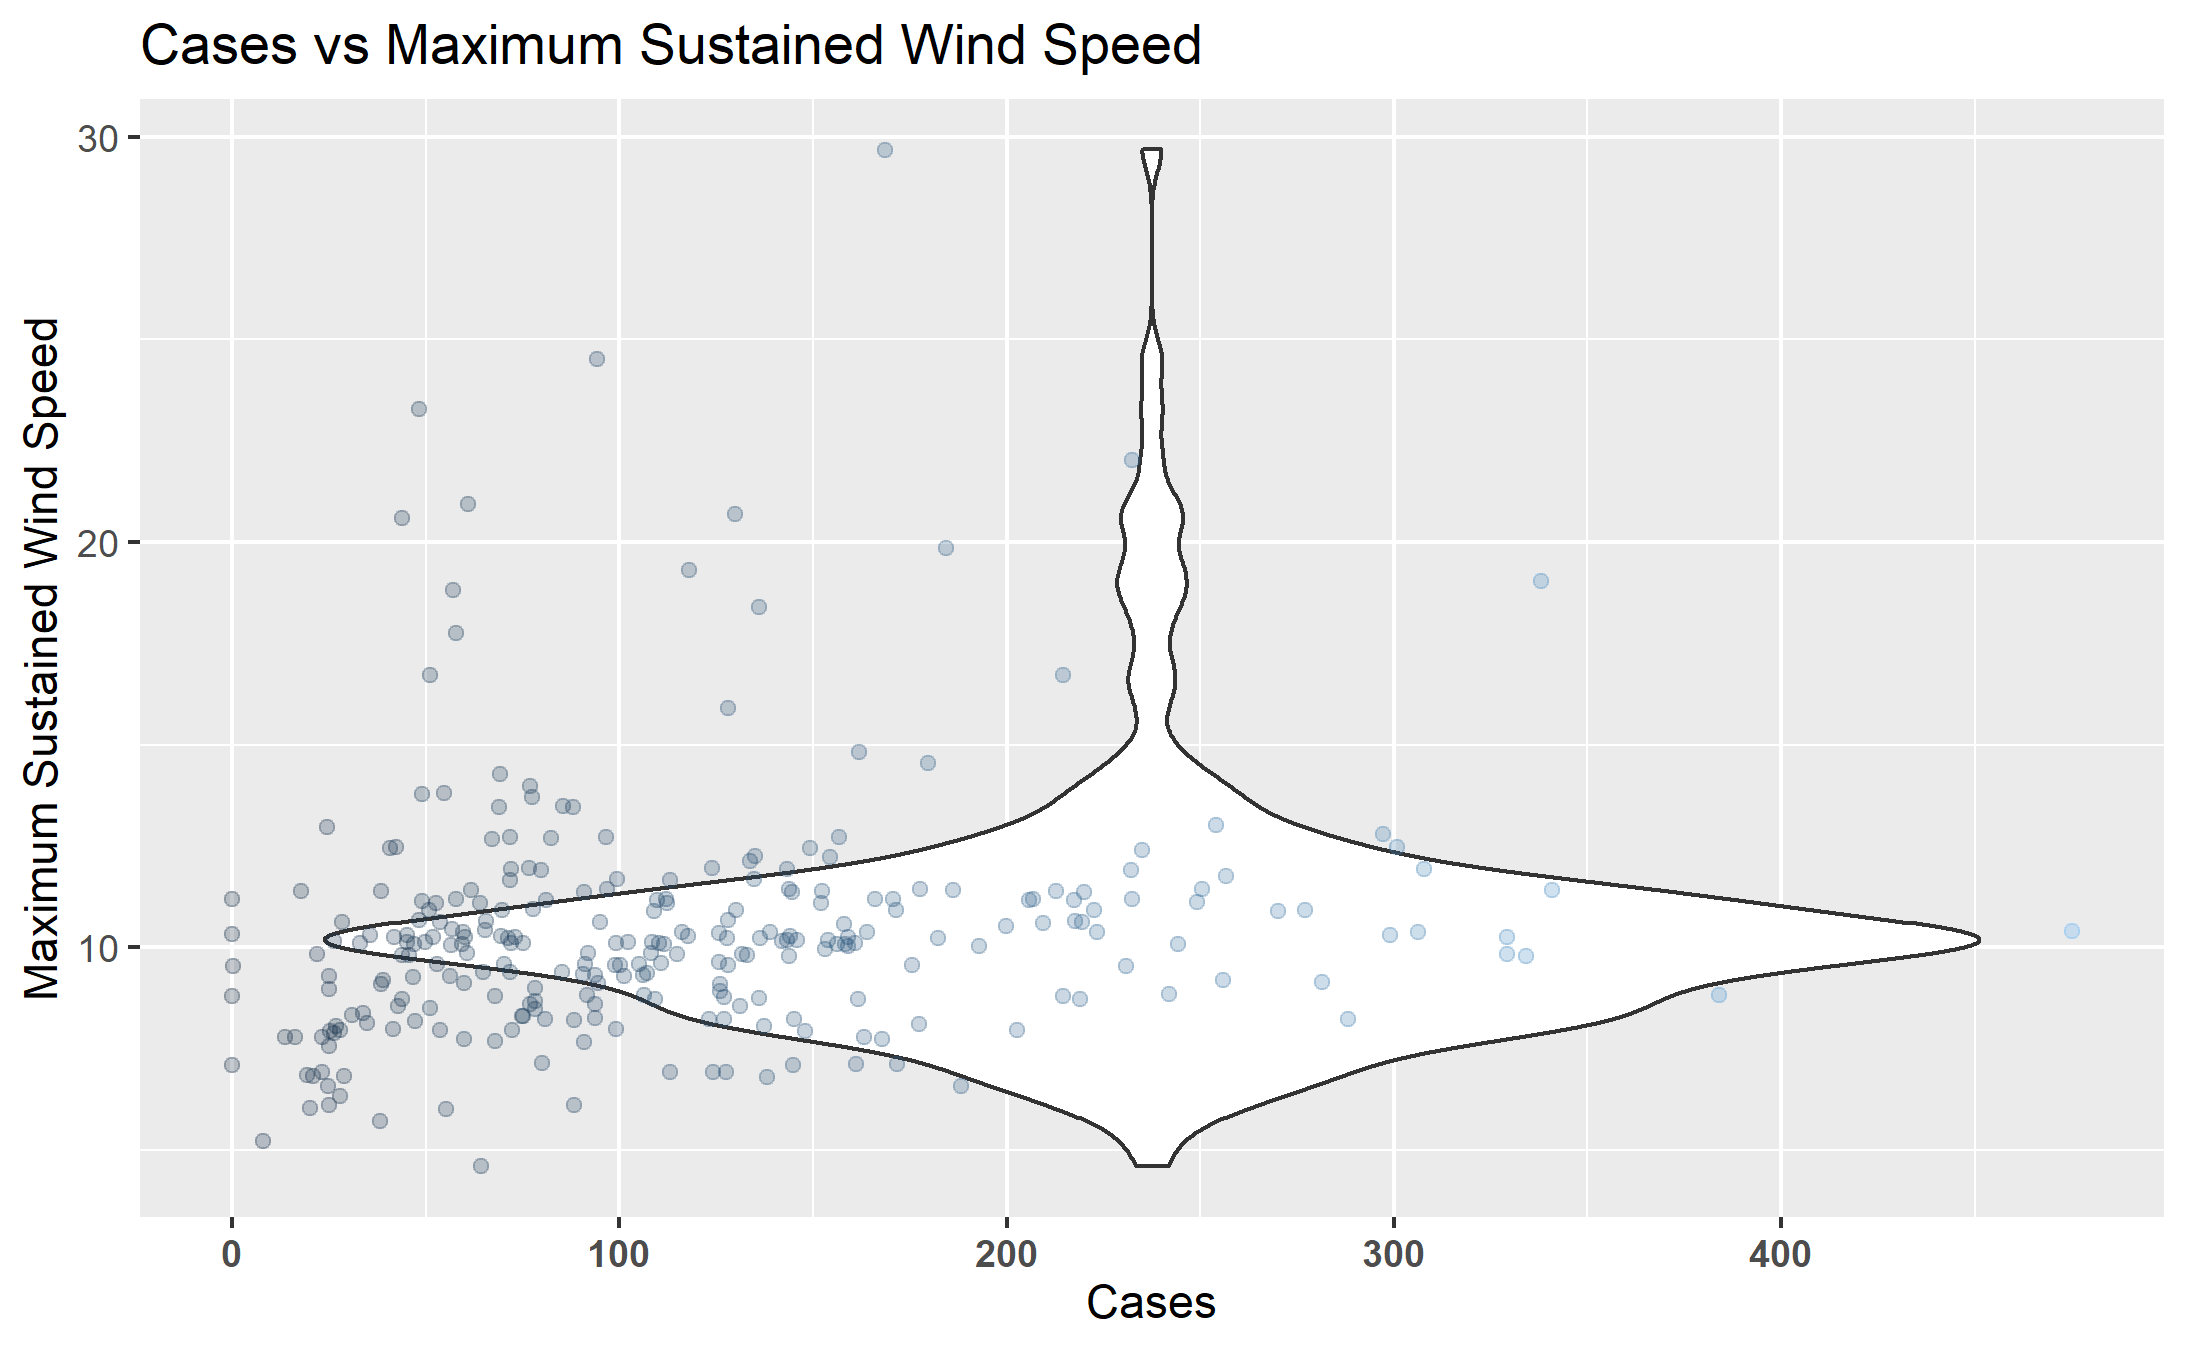 Cases vs Maximum Sustained Wind Speed
Maximum Sustained Wind Speed
30
20
10
0 100 200 300 400
Cases